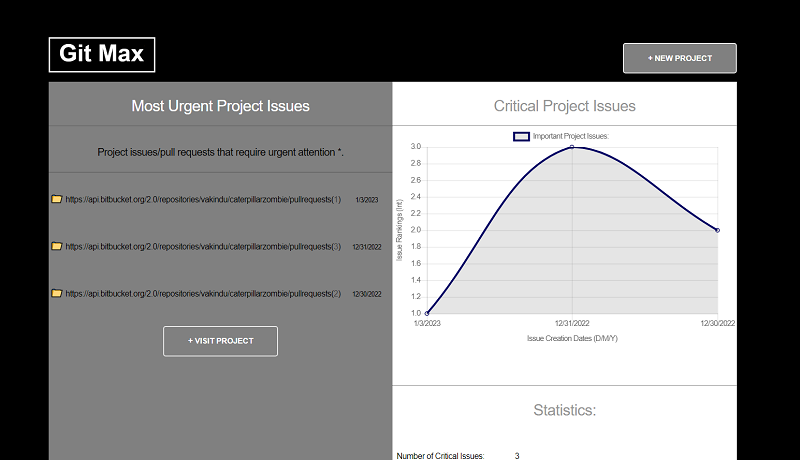 Git Max
+ NEW PROJECT
Most Urgent Project Issues
Project issues/pull requests that require urgent attention *.
https://api.bitbucket.org/2.0/repositories/vakindu/caterpillarzombie/pullrequests(1) 1/3/2023
https://api.bitbucket.org/2.0/repositories/vakindu/caterpillarzombie/pullrequests(3) 12/31/2022
https://api.bitbucket.org/2.0/repositories/vakindu/caterpillarzombie/pullrequests(2) 12/30/2022
+ VISIT PROJECT
Critical Project Issues
Important Project Issues:
Issue Rankings (Int)
3.0
2.8
2.6
2.4
2.2
2.0
1.8
1.6
1.4
1.2
1.0
1/3/2023 12/31/2022 12/30/2022
Issue Creation Dates (D/M/Y)
Statistics:
Number of Critical Issues: 3